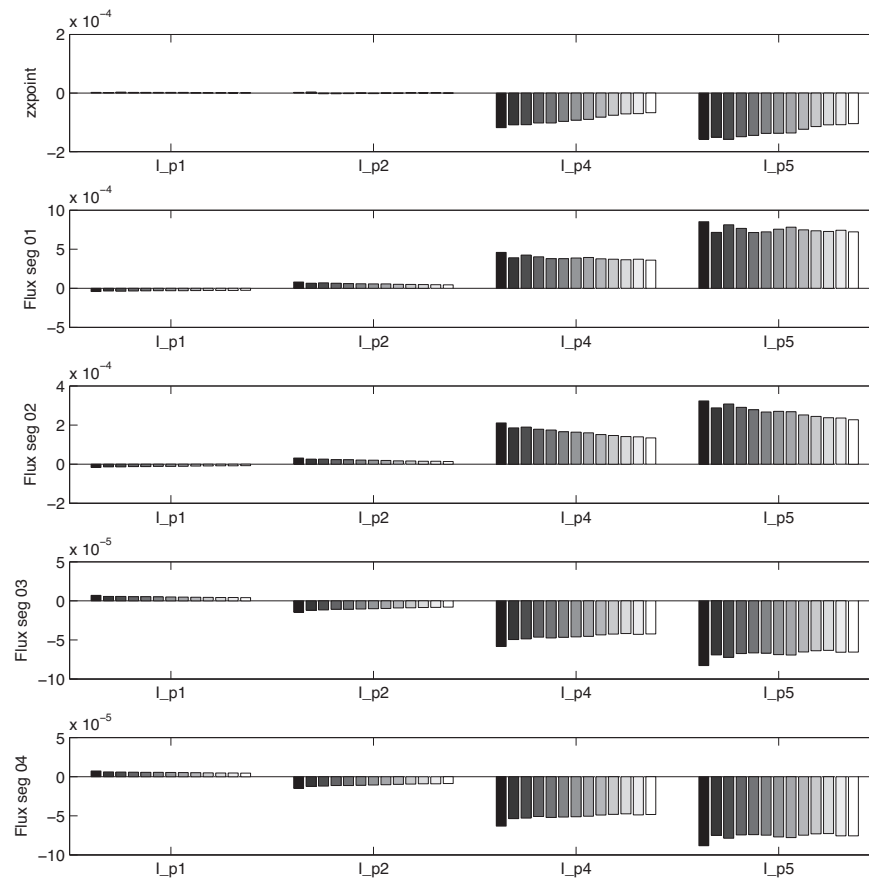 x 10⁻⁴
2
0
−2
zxpoint
I_p1 I_p2 I_p4 I_p5
x 10⁻⁴
10
5
0
−5
Flux seg 01
I_p1 I_p2 I_p4 I_p5
x 10⁻⁴
4
2
0
−2
Flux seg 02
I_p1 I_p2 I_p4 I_p5
x 10⁻⁵
5
0
−5
−10
Flux seg 03
I_p1 I_p2 I_p4 I_p5
x 10⁻⁵
5
0
−5
−10
Flux seg 04
I_p1 I_p2 I_p4 I_p5